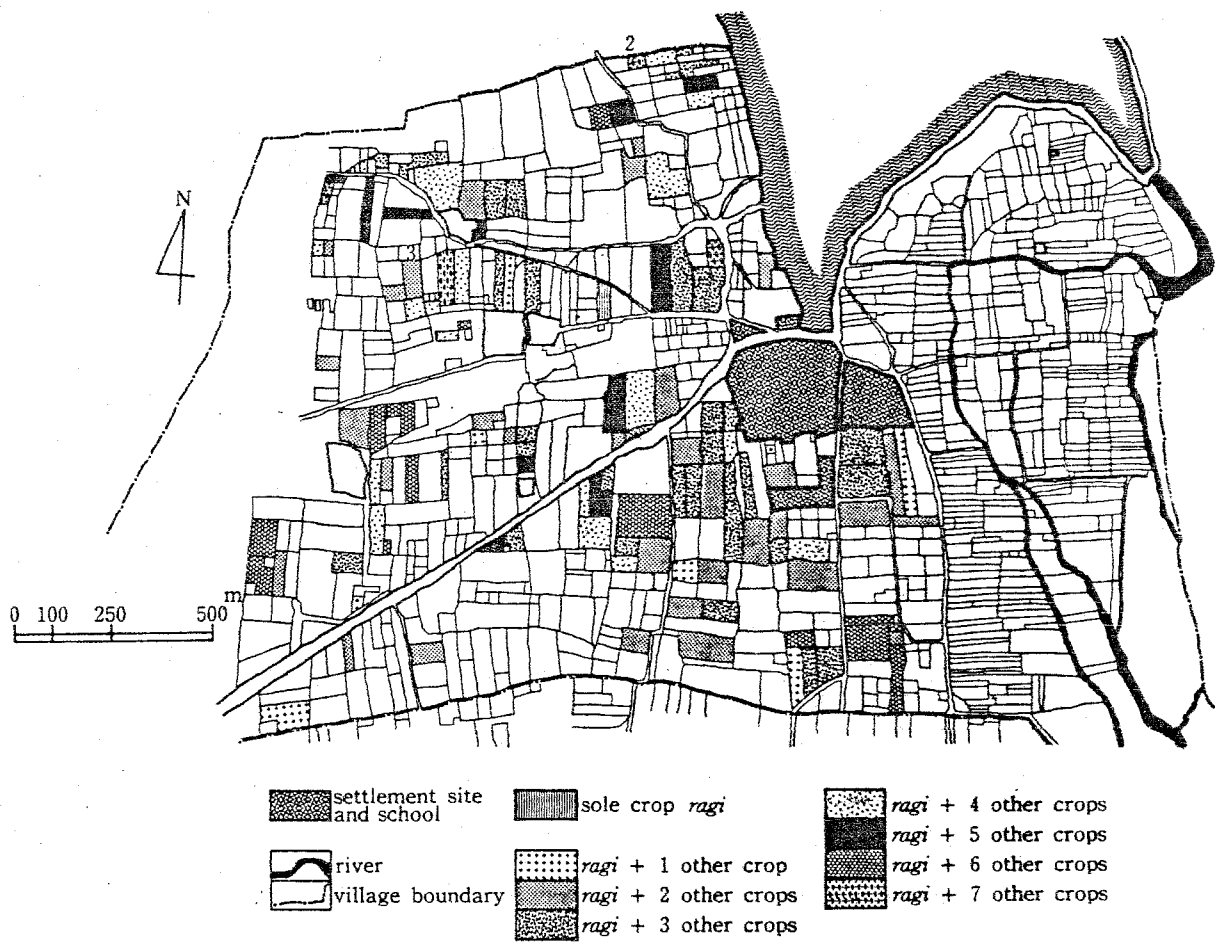 2
N
3
0 100 250 500 m
settlement site
and school
river
village boundary
sole crop ragi
ragi + 1 other crop
ragi + 2 other crops
ragi + 3 other crops
ragi + 4 other crops
ragi + 5 other crops
ragi + 6 other crops
ragi + 7 other crops